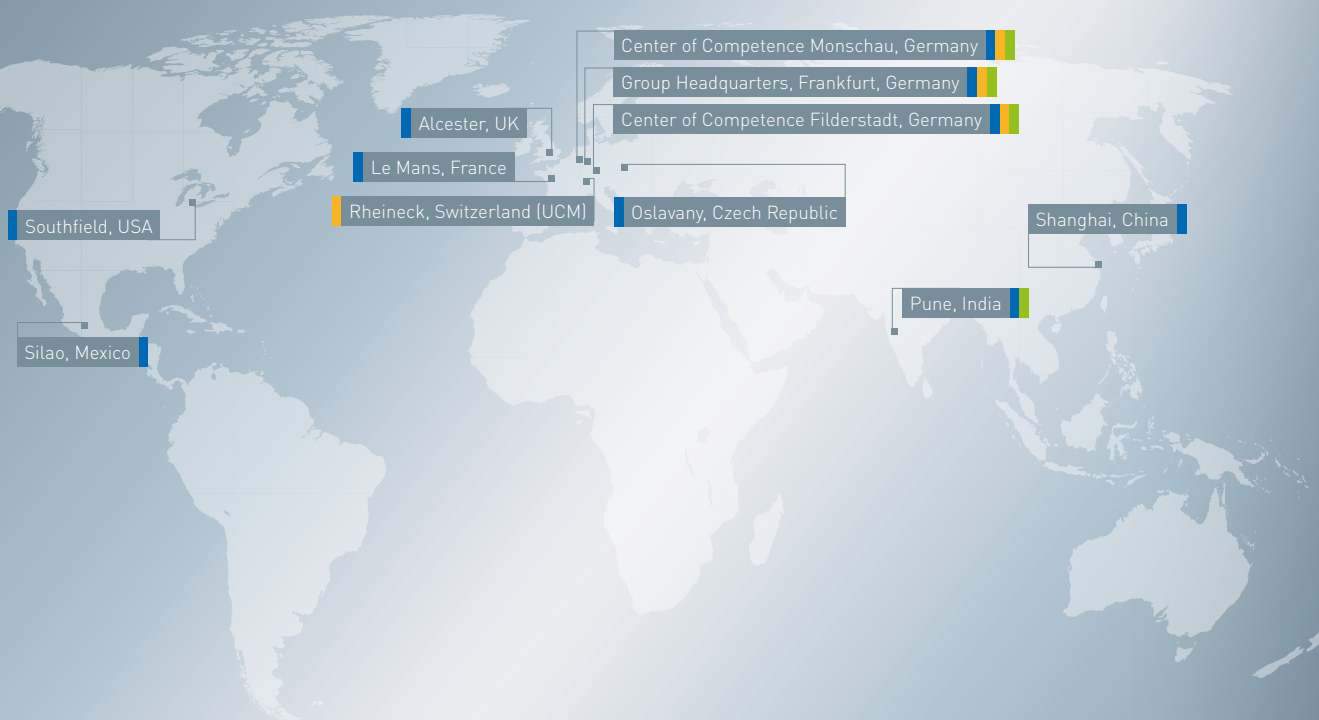 Center of Competence Monschau, Germany
Group Headquarters, Frankfurt, Germany
Center of Competence Filderstadt, Germany
Alcester, UK
Le Mans, France
Rheineck, Switzerland (UCM)
Oslavany, Czech Republic
Southfield, USA
Shanghai, China
Pune, India
Silao, Mexico